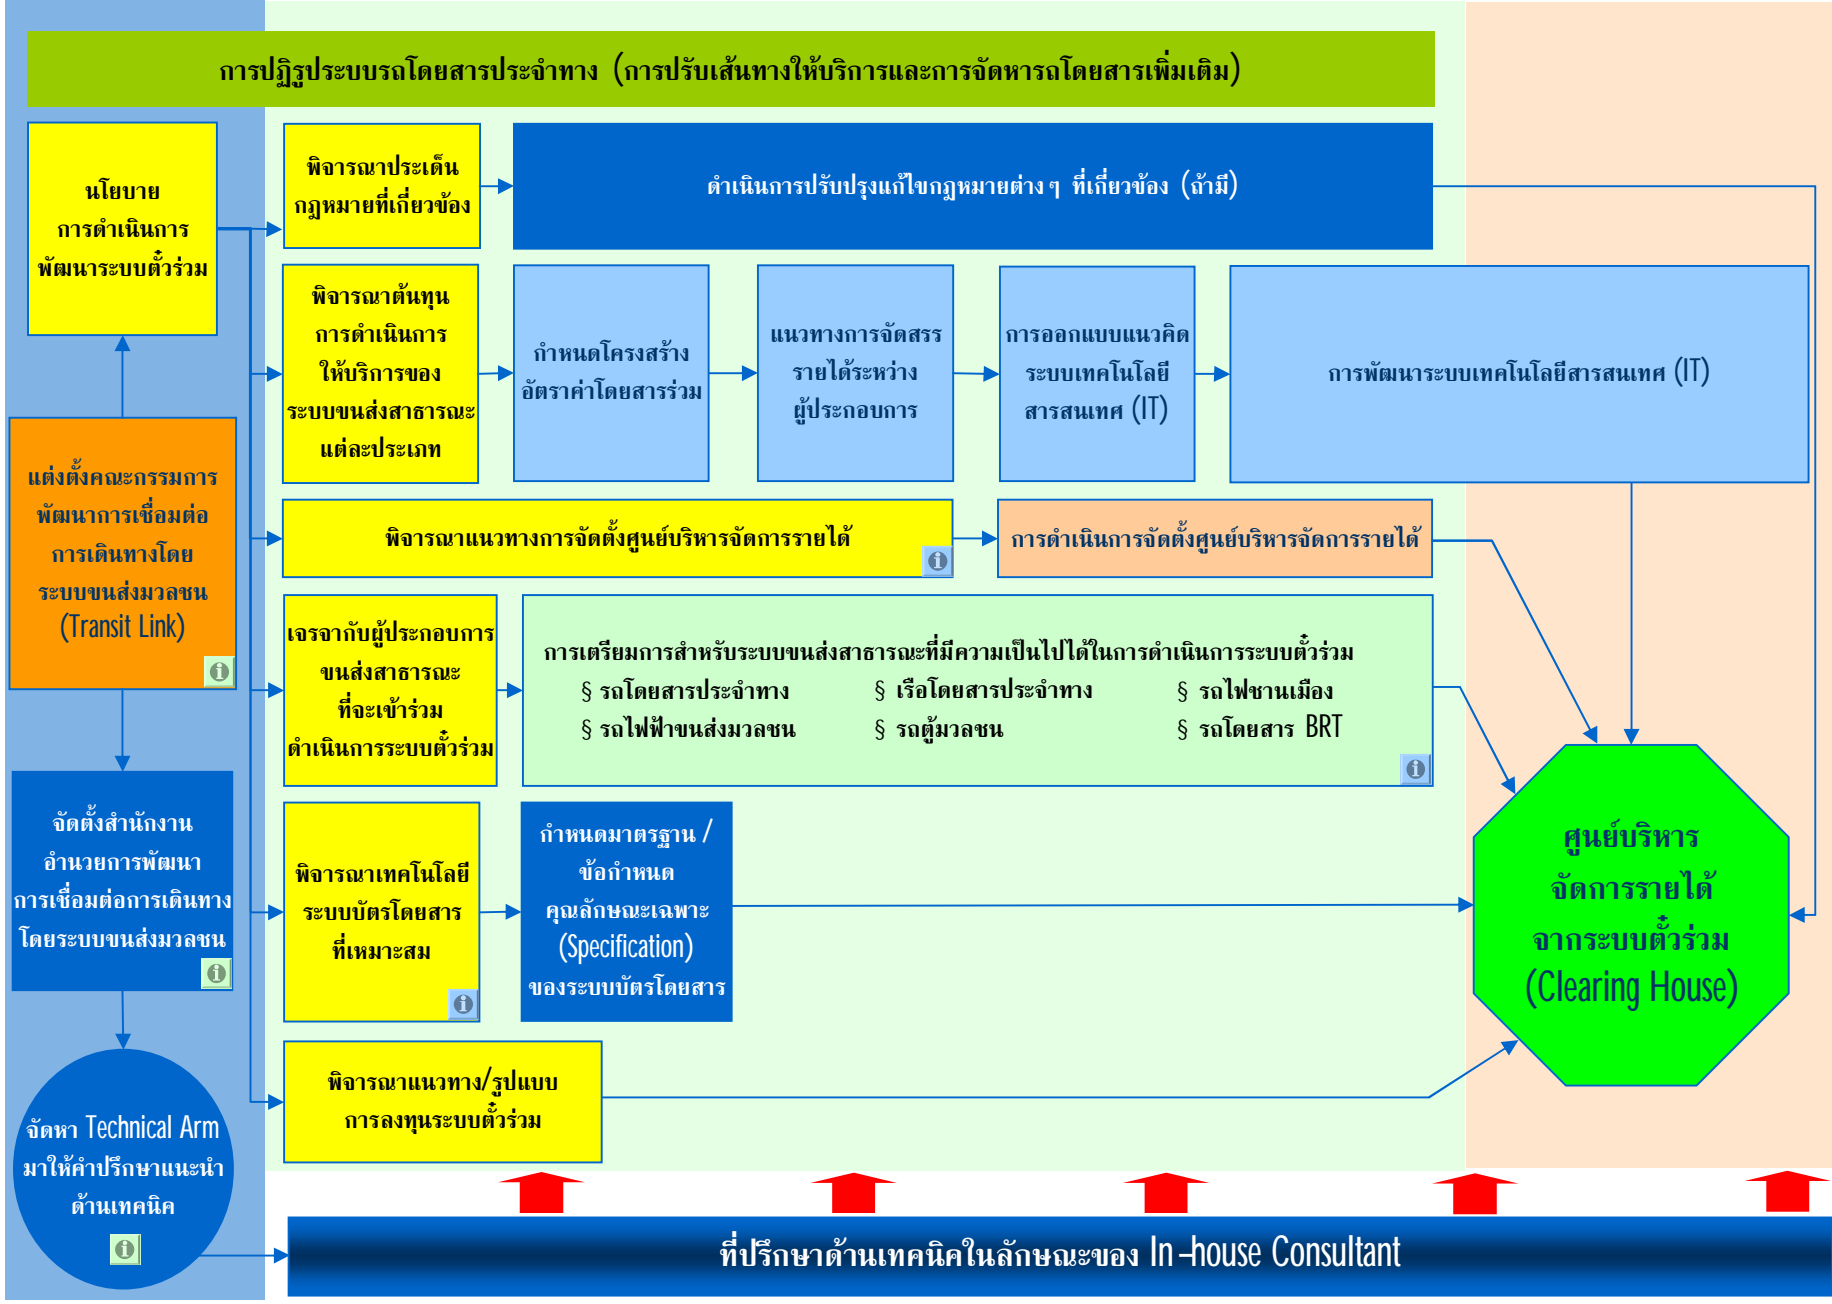 การปฏิรูประบบรถโดยสารประจำทาง (การปรับเส้นทางให้บริการและการจัดหารถโดยสารเพิ่มเติม)
นโยบาย
การดำเนินการ
พัฒนาระบบตั๋วร่วม
พิจารณาประเด็น
กฎหมายที่เกี่ยวข้อง
ดำเนินการปรับปรุงแก้ไขกฎหมายต่าง ๆ ที่เกี่ยวข้อง (ถ้ามี)
พิจารณาต้นทุน
การดำเนินการ
ให้บริการของ
ระบบขนส่งสาธารณะ
แต่ละประเภท
กำหนดโครงสร้าง
อัตราค่าโดยสารร่วม
แนวทางการจัดสรร
รายได้ระหว่าง
ผู้ประกอบการ
การออกแบบแนวคิด
ระบบเทคโนโลยี
สารสนเทศ (IT)
การพัฒนาระบบเทคโนโลยีสารสนเทศ (IT)
แต่งตั้งคณะกรรมการ
พัฒนาการเชื่อมต่อ
การเดินทางโดย
ระบบขนส่งมวลชน
(Transit Link)
พิจารณาแนวทางการจัดตั้งศูนย์บริหารจัดการรายได้
การดำเนินการจัดตั้งศูนย์บริหารจัดการรายได้
เจรจากับผู้ประกอบการ
ขนส่งสาธารณะ
ที่จะเข้าร่วม
ดำเนินการระบบตั๋วร่วม
การเตรียมการสำหรับระบบขนส่งสาธารณะที่มีความเป็นไปได้ในการดำเนินการระบบตั๋วร่วม
§ รถโดยสารประจำทาง § เรือโดยสารประจำทาง § รถไฟชานเมือง
§ รถไฟฟ้าขนส่งมวลชน § รถตู้มวลชน § รถโดยสาร BRT
จัดตั้งสำนักงาน
อำนวยการพัฒนา
การเชื่อมต่อการเดินทาง
โดยระบบขนส่งมวลชน
พิจารณาเทคโนโลยี
ระบบบัตรโดยสาร
ที่เหมาะสม
กำหนดมาตรฐาน /
ข้อกำหนด
คุณลักษณะเฉพาะ
(Specification)
ของระบบบัตรโดยสาร
ศูนย์บริหาร
จัดการรายได้
จากระบบตั๋วร่วม
(Clearing House)
พิจารณาแนวทาง/รูปแบบ
การลงทุนระบบตั๋วร่วม
จัดหา Technical Arm
มาให้คำปรึกษาแนะนำ
ด้านเทคนิค
ที่ปรึกษาด้านเทคนิคในลักษณะของ In–house Consultant